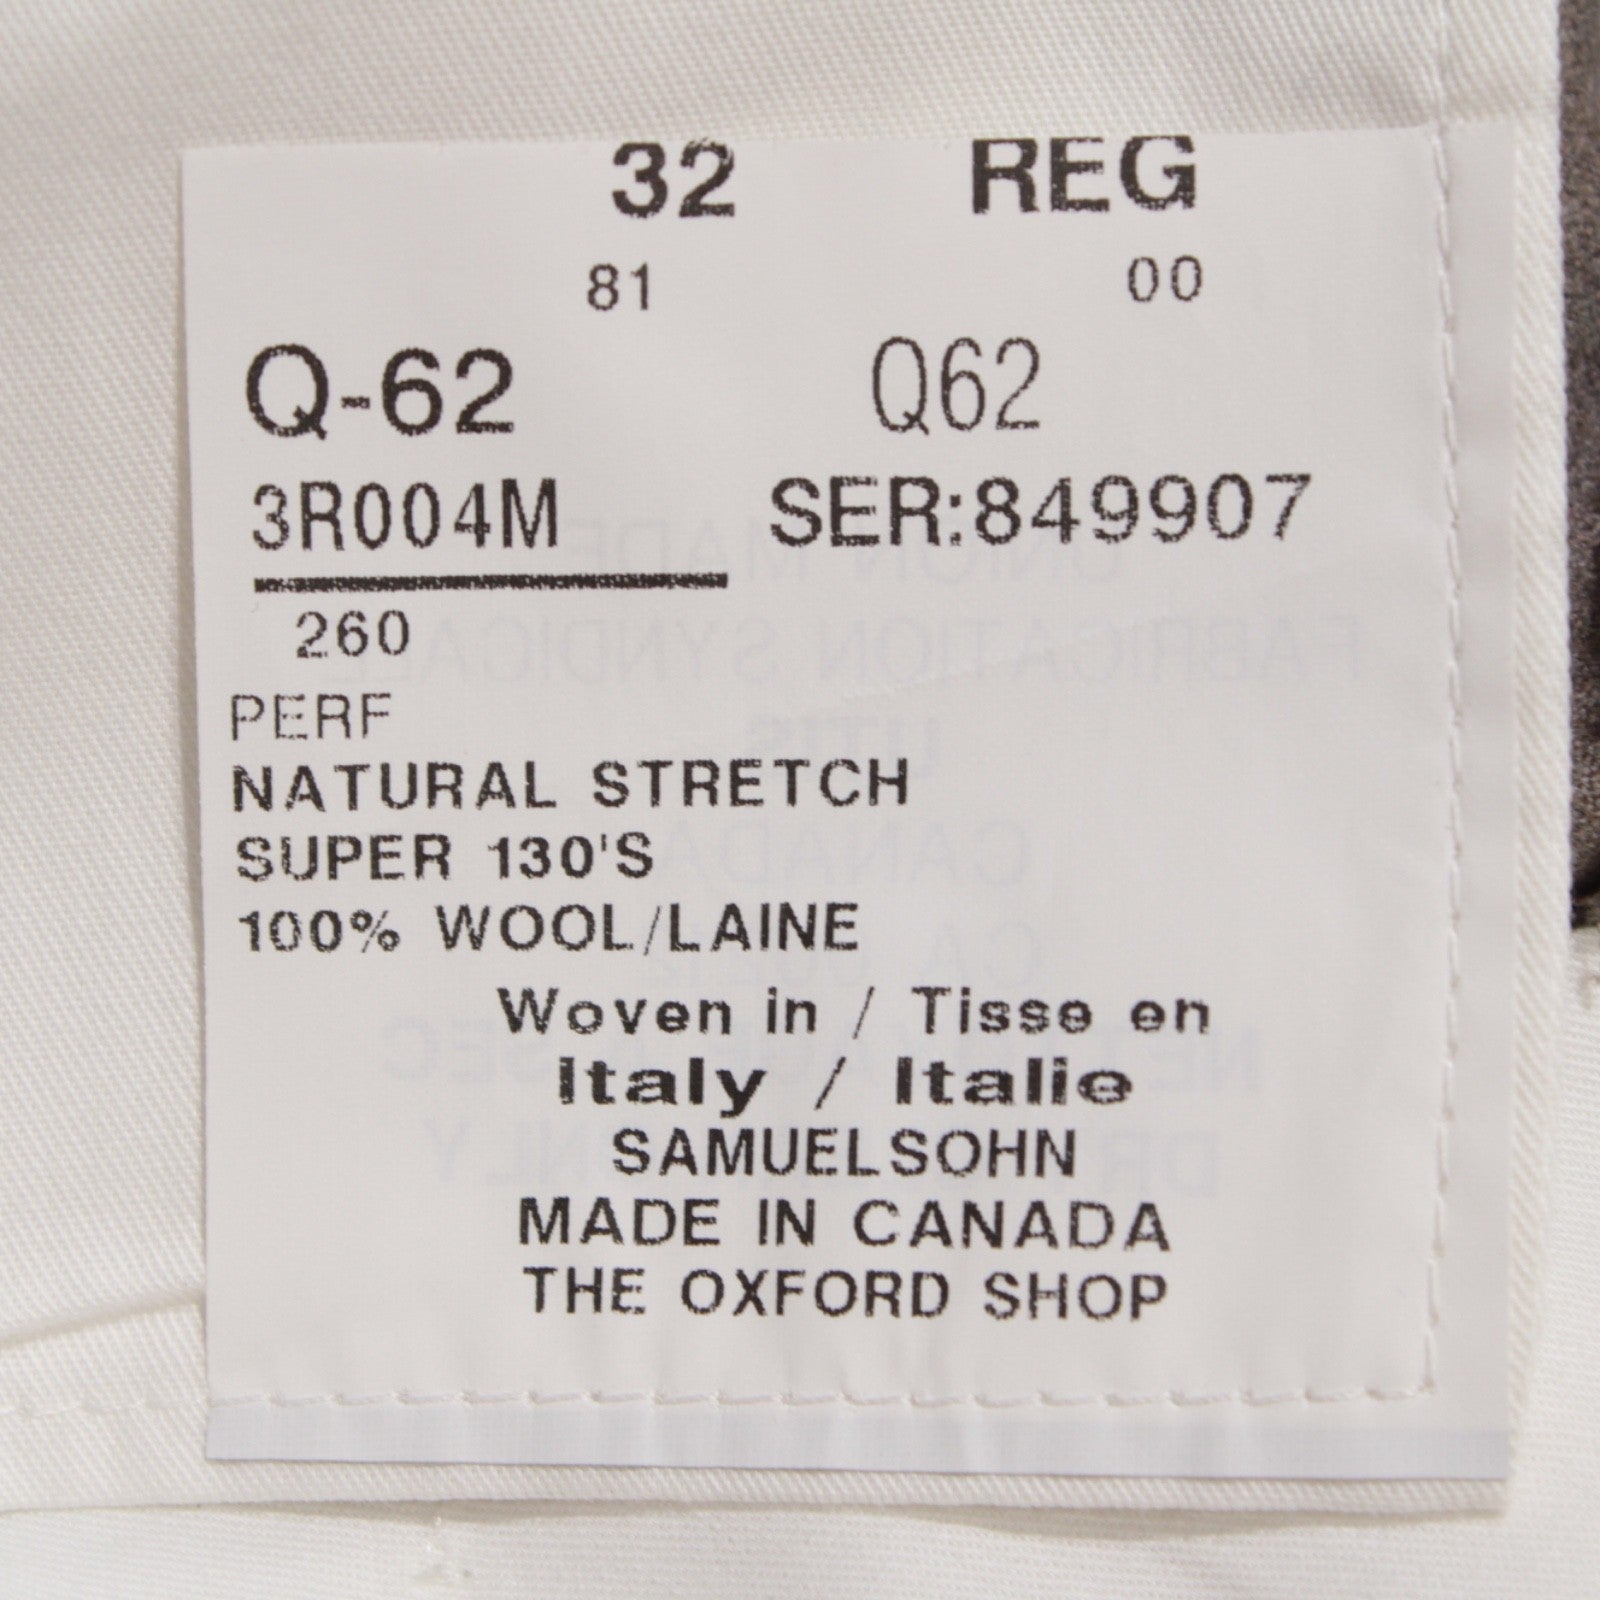 32 REG
81 00
Q-62 Q62
3R004M SER:849907
260
PERF
NATURAL STRETCH
SUPER 130'S
100% WOOL/LAINE
Woven in / Tisse en
Italy / Italie
SAMUELSOHN
MADE IN CANADA
THE OXFORD SHOP